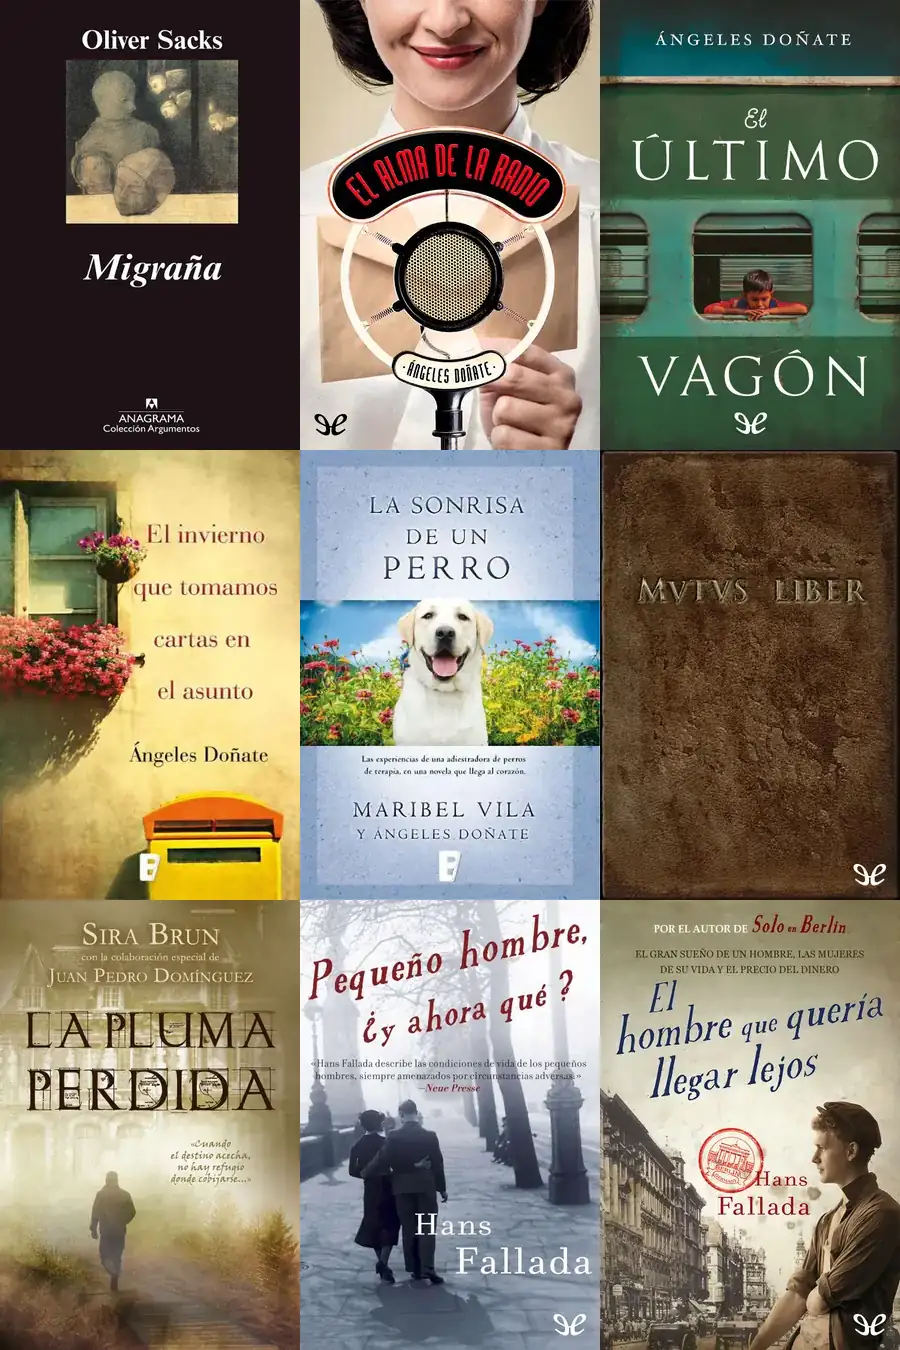 Oliver Sacks
Migraña
ANAGRAMA
Colección Argumentos
EL ALMA DE LA RADIO
·ÁNGELES DOÑATE·
ÁNGELES DOÑATE
El
ÚLTIMO
VAGÓN
El invierno
que tomamos
cartas en
el asunto
Ángeles Doñate
B
LA SONRISA
DE UN
PERRO
Las experiencias de una adiestradora de perros
de terapia, en una novela que llega al corazón.
MARIBEL VILA
Y ÁNGELES DOÑATE
B
MVTVS LIBER
SIRA BRUN
con la colaboración especial de
JUAN PEDRO DOMÍNGUEZ
LA PLUMA
PERDIDA
«Cuando
el destino acecha,
no hay refugio
donde cobijarse...»
Pequeño hombre,
¿y ahora qué?
«Hans Fallada describe las condiciones de vida de los pequeños
hombres, siempre amenazados por circunstancias adversas.»
—Neue Presse
Hans
Fallada
POR EL AUTOR DE Solo en Berlín
EL GRAN SUEÑO DE UN HOMBRE, LAS MUJERES
DE SU VIDA Y EL PRECIO DEL DINERO
El
hombre que quería
llegar lejos
Hans
Fallada